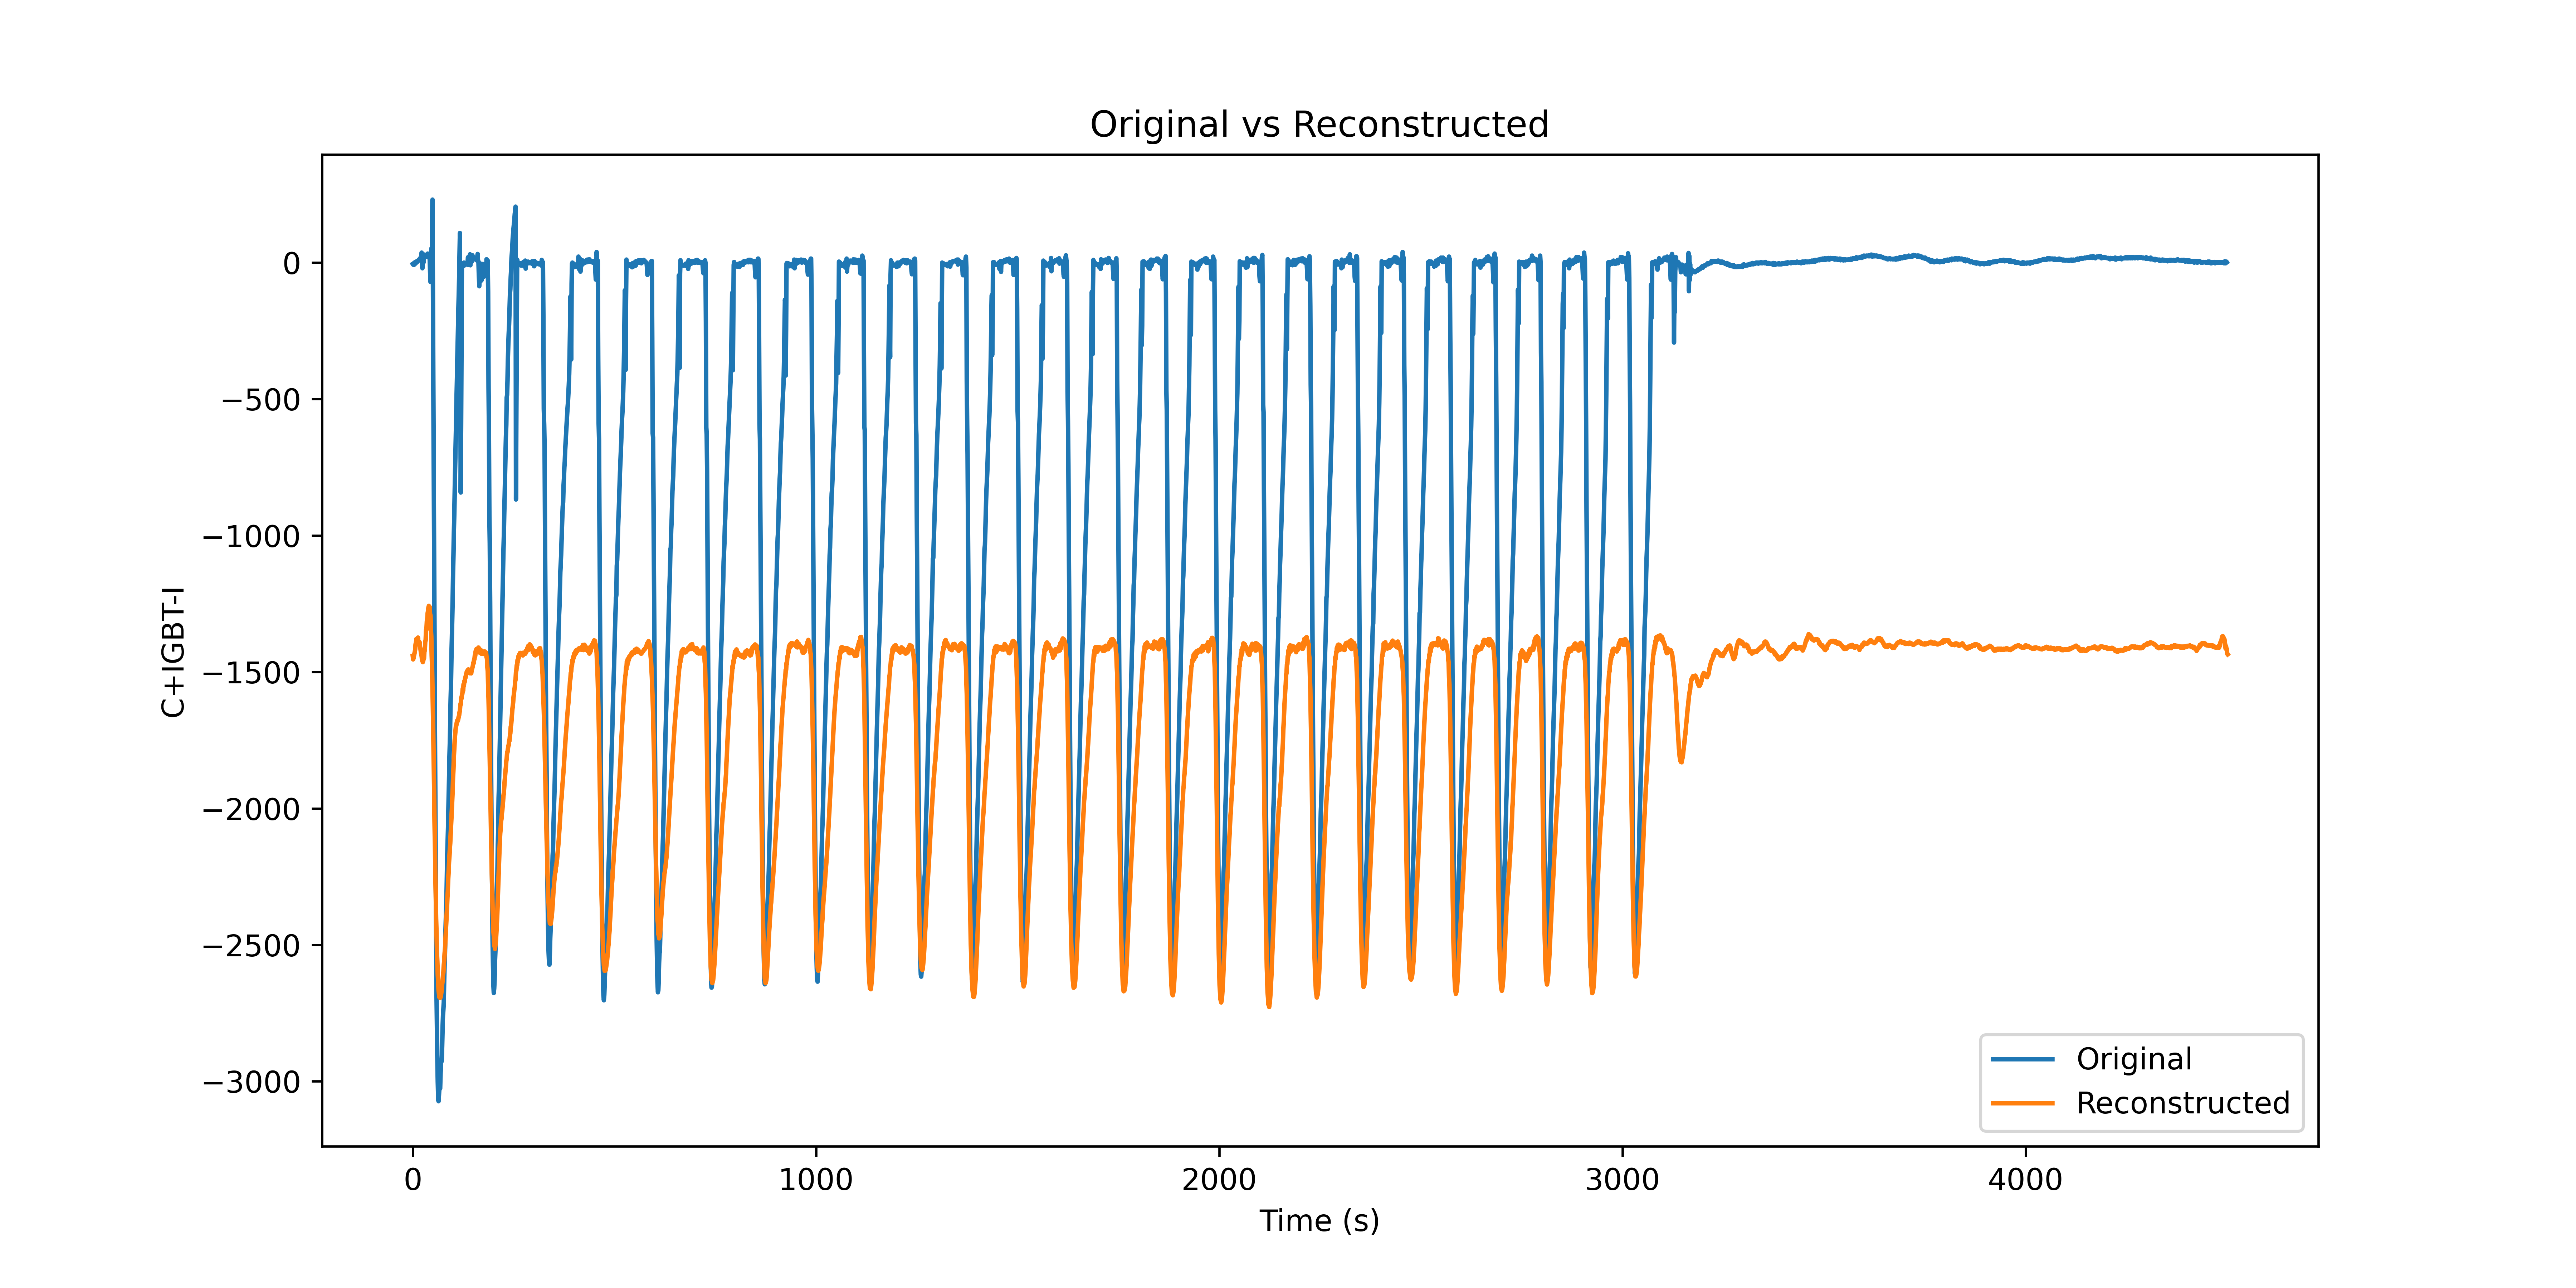 Original vs Reconstructed
C+IGBT-I
0
−500
−1000
−1500
−2000
−2500
−3000
0
1000
2000
3000
4000
Time (s)
Original
Reconstructed